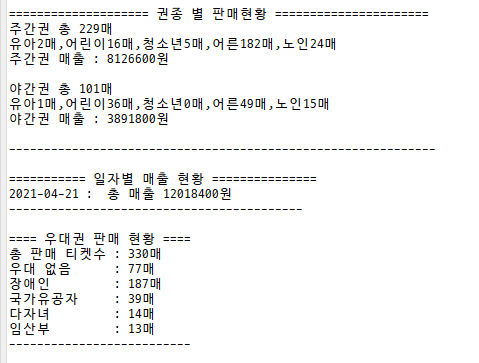 ==================== 권종 별 판매현황 ======================
주간권 총 229매
유아2매,어린이16매,청소년5매,어른182매,노인24매
주간권 매출 : 8126600원
야간권 총 101매
유아1매,어린이36매,청소년0매,어른49매,노인15매
야간권 매출 : 3891800원
-------------------------------------------------------------
=========== 일자별 매출 현황 ===============
2021-04-21 :  총 매출 12018400원
------------------------------------------
==== 우대권 판매 현황 ====
총 판매 티켓수 : 330매
우대 없음      : 77매
장애인         : 187매
국가유공자     : 39매
다자녀         : 14매
임산부         : 13매
--------------------------